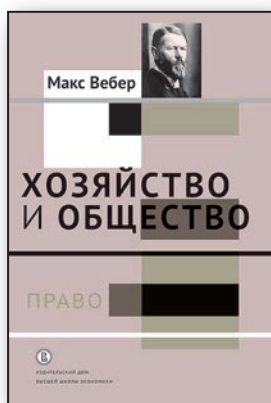 Макс Вебер
ХОЗЯЙСТВО
И ОБЩЕСТВО
ПРАВО
ИЗДАТЕЛЬСКИЙ ДОМ
ВЫСШЕЙ ШКОЛЫ ЭКОНОМИКИ